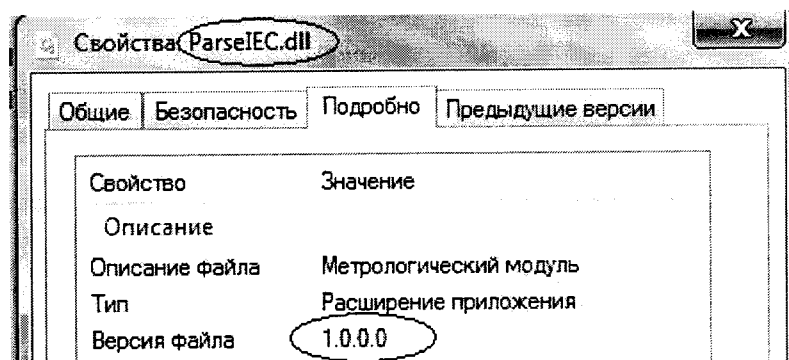 Свойства: ParseIEC.dll
Общие Безопасность Подробно Предыдущие версии
Свойство Значение
Описание
Описание файла Метрологический модуль
Тип Расширение приложения
Версия файла 1.0.0.0